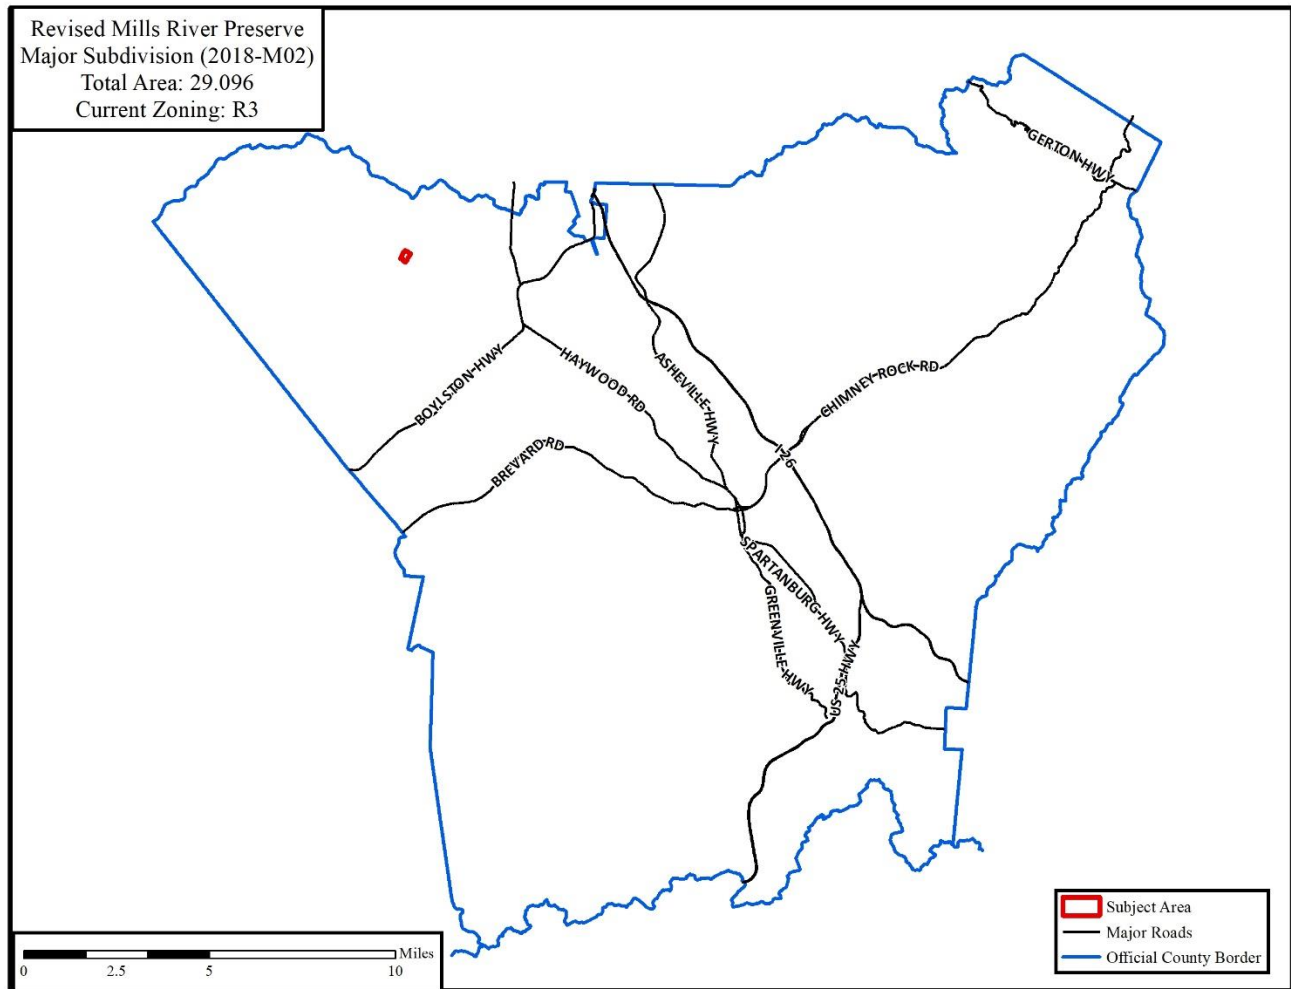 Revised Mills River Preserve
Major Subdivision (2018-M02)
Total Area: 29.096
Current Zoning: R3
GERTON HWY
BOYLSTON HWY
HAYWOOD RD
ASHEVILLE HWY
CHIMNEY ROCK RD
BREVARD RD
I-26
SPARTANBURG HWY
GREENVILLE HWY
US-25 HWY
Subject Area
Major Roads
Official County Border
Miles
0 2.5 5 10